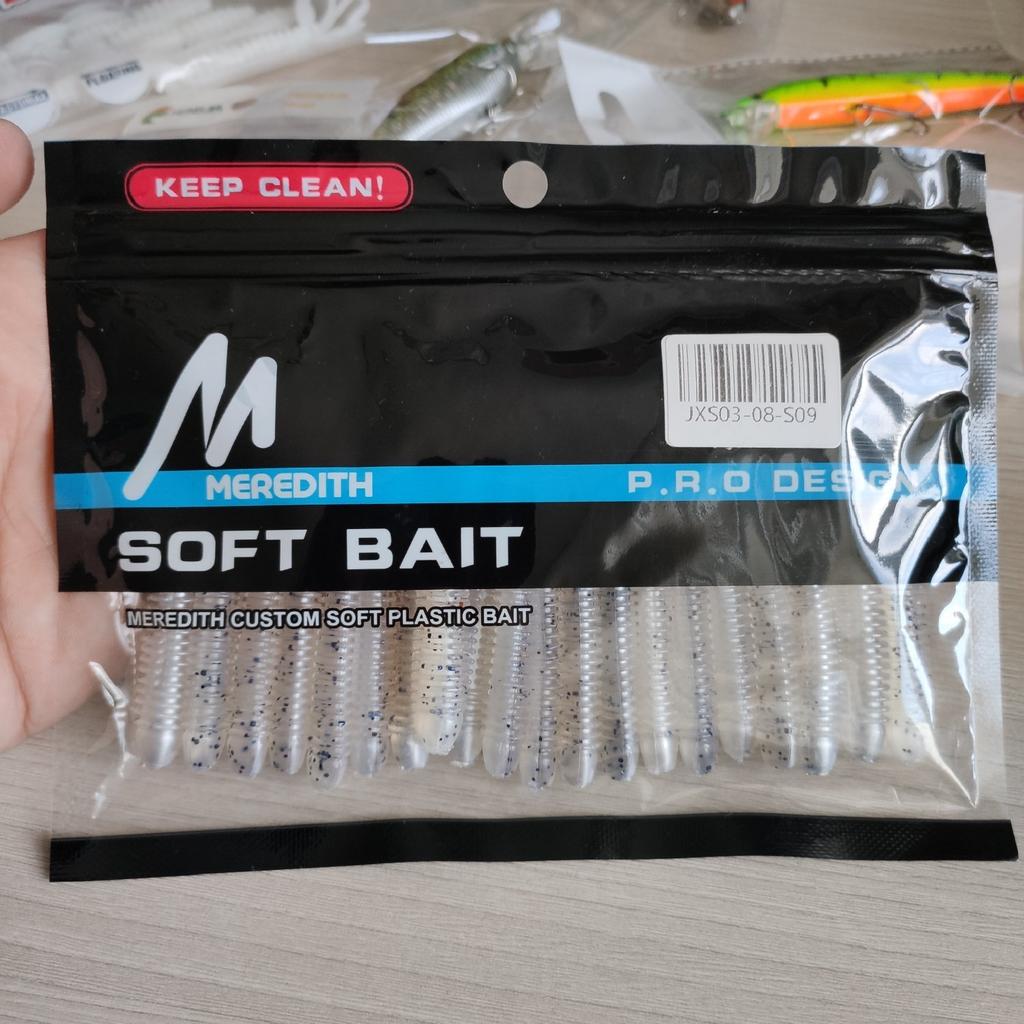 KEEP CLEAN!
JXS03-08-S09
MEREDITH
P.R.O DESIGN
SOFT BAIT
MEREDITH CUSTOM SOFT PLASTIC BAIT